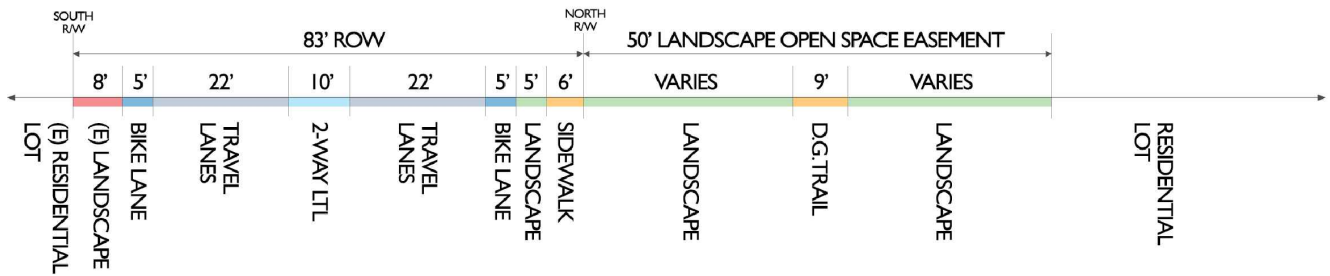 SOUTH
R/W
NORTH
R/W
83' ROW
50' LANDSCAPE OPEN SPACE EASEMENT
8'
5'
22'
10'
22'
5'
5'
6'
VARIES
9'
VARIES
(E) RESIDENTIAL
LOT
(E) LANDSCAPE
BIKE LANE
TRAVEL
LANES
2-WAY LTL
TRAVEL
LANES
BIKE LANE
LANDSCAPE
SIDEWALK
LANDSCAPE
D.G.TRAIL
LANDSCAPE
RESIDENTIAL
LOT